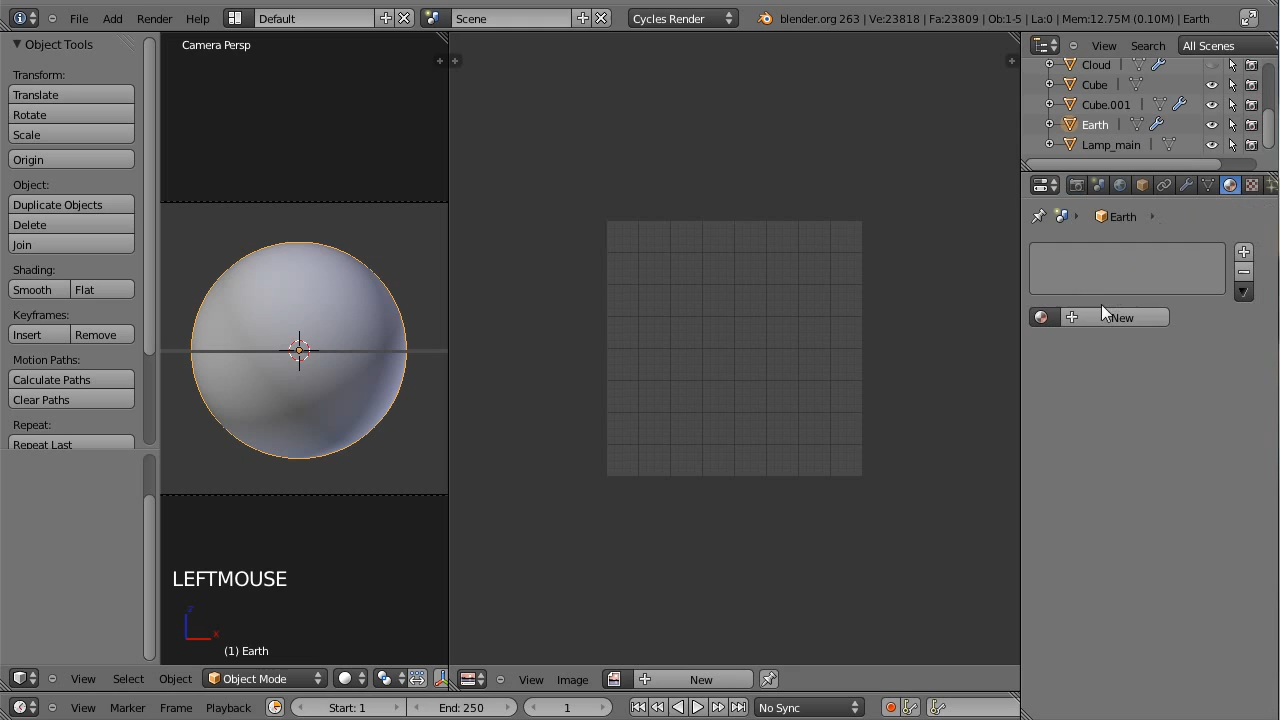 File Add Render Help Default Scene Cycles Render blender.org 263 | Ve:23818 | Fa:23809 | Ob:1-5 | La:0 | Mem:12.75M (0.10M) | Earth
Object Tools
Transform:
Translate
Rotate
Scale
Origin
Object:
Duplicate Objects
Delete
Join
Shading:
Smooth Flat
Keyframes:
Insert Remove
Motion Paths:
Calculate Paths
Clear Paths
Repeat:
Repeat Last
Camera Persp
LEFTMOUSE
z
x
(1) Earth
View Select Object Object Mode
View Image New
View Search All Scenes
Cloud
Cube
Cube.001
Earth
Lamp_main
Earth
New
View Marker Frame Playback Start: 1 End: 250 1 No Sync